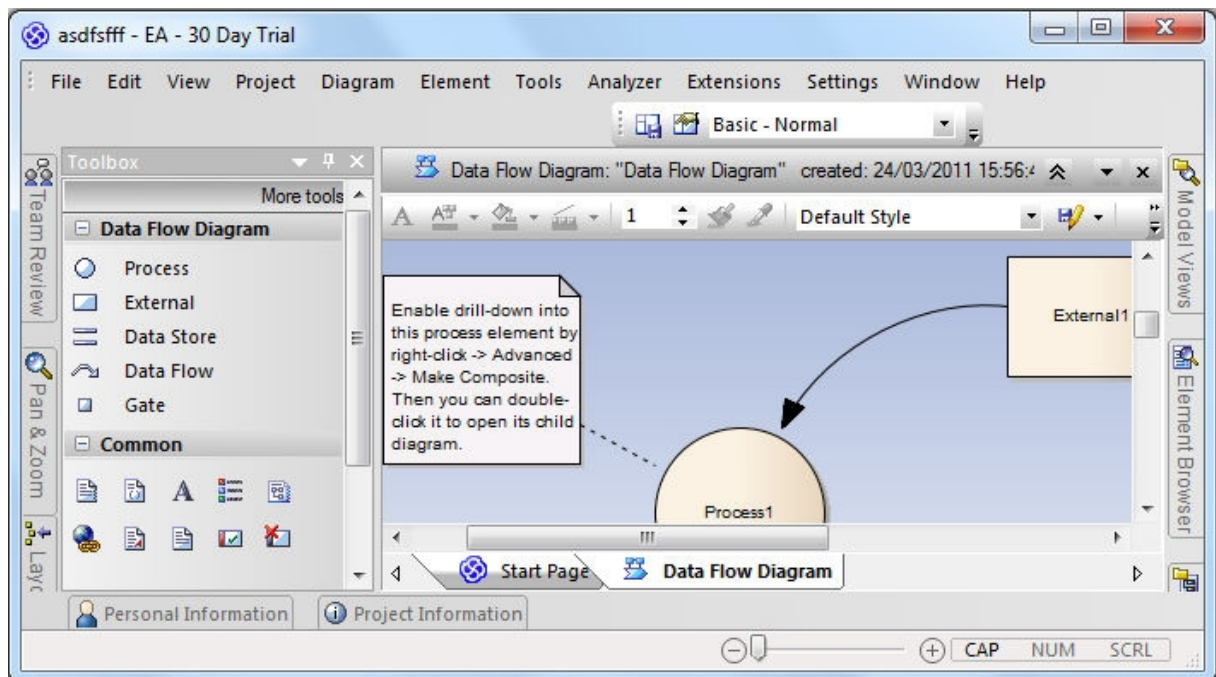 asdfsfff - EA - 30 Day Trial
File Edit View Project Diagram Element Tools Analyzer Extensions Settings Window Help
Basic - Normal
Team Review
Pan & Zoom
Toolbox
More tools
Data Flow Diagram
Process
External
Data Store
Data Flow
Gate
Common
Data Flow Diagram: "Data Flow Diagram" created: 24/03/2011 15:56:4
1 Default Style
Enable drill-down into
this process element by
right-click -> Advanced
-> Make Composite.
Then you can double-
click it to open its child
diagram.
External1
Process1
Start Page Data Flow Diagram
Model Views
Element Browser
Personal Information Project Information
CAP NUM SCRL